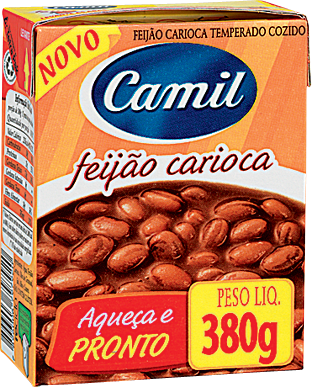 NOVO
FEIJÃO CARIOCA TEMPERADO COZIDO
Camil
feijão carioca
Aqueça e
PRONTO
PESO LIQ.
380g